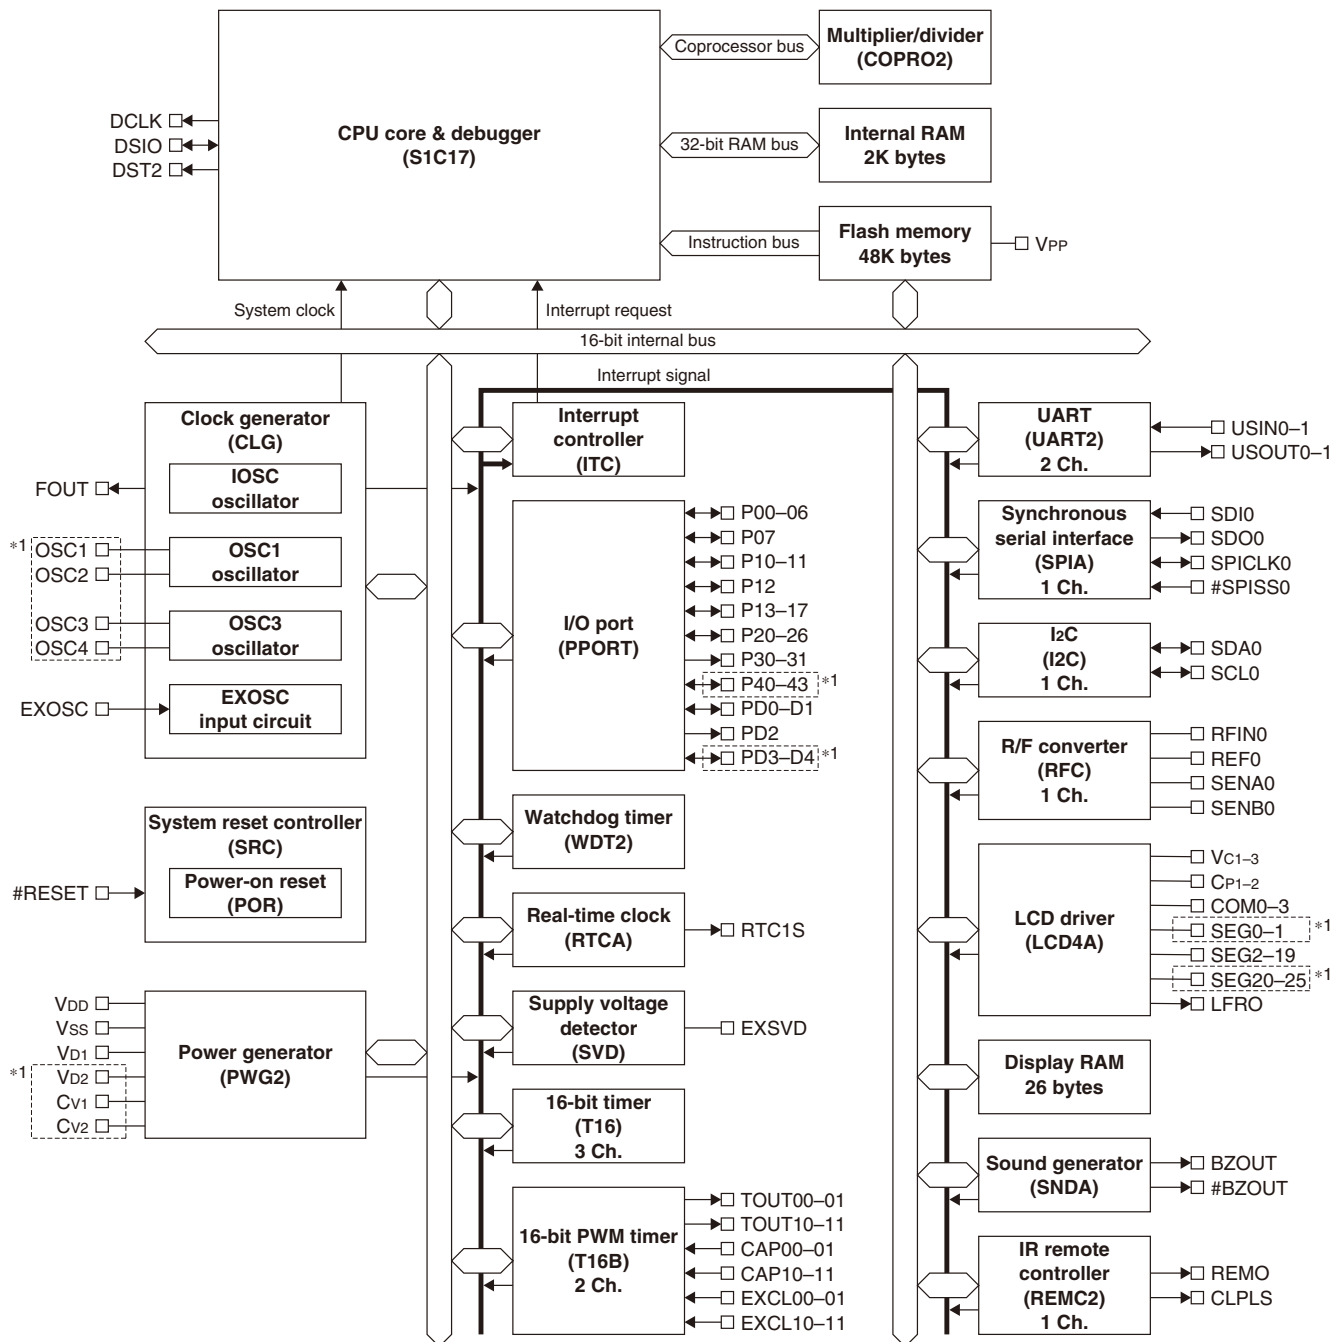 Coprocessor bus
Multiplier/divider
(COPRO2)
DCLK
DSIO
DST2
CPU core & debugger
(S1C17)
32-bit RAM bus
Internal RAM
2K bytes
Instruction bus
Flash memory
48K bytes
VPP
System clock
Interrupt request
16-bit internal bus
Interrupt signal
Clock generator
(CLG)
IOSC
oscillator
FOUT
*1
OSC1
OSC2
OSC1
oscillator
OSC3
OSC4
OSC3
oscillator
EXOSC
EXOSC
input circuit
System reset controller
(SRC)
#RESET
Power-on reset
(POR)
VDD
VSS
VD1
*1
VD2
CV1
CV2
Power generator
(PWG2)
Interrupt
controller
(ITC)
I/O port
(PPORT)
P00–06
P07
P10–11
P12
P13–17
P20–26
P30–31
P40–43
*1
PD0–D1
PD2
PD3–D4
*1
Watchdog timer
(WDT2)
Real-time clock
(RTCA)
RTC1S
Supply voltage
detector
(SVD)
EXSVD
16-bit timer
(T16)
3 Ch.
16-bit PWM timer
(T16B)
2 Ch.
TOUT00–01
TOUT10–11
CAP00–01
CAP10–11
EXCL00–01
EXCL10–11
UART
(UART2)
2 Ch.
USIN0–1
USOUT0–1
Synchronous
serial interface
(SPIA)
1 Ch.
SDI0
SDO0
SPICLK0
#SPISS0
I2C
(I2C)
1 Ch.
SDA0
SCL0
R/F converter
(RFC)
1 Ch.
RFIN0
REF0
SENA0
SENB0
LCD driver
(LCD4A)
VC1–3
CP1–2
COM0–3
SEG0–1
*1
SEG2–19
SEG20–25
*1
LFRO
Display RAM
26 bytes
Sound generator
(SNDA)
BZOUT
#BZOUT
IR remote
controller
(REMC2)
1 Ch.
REMO
CLPLS